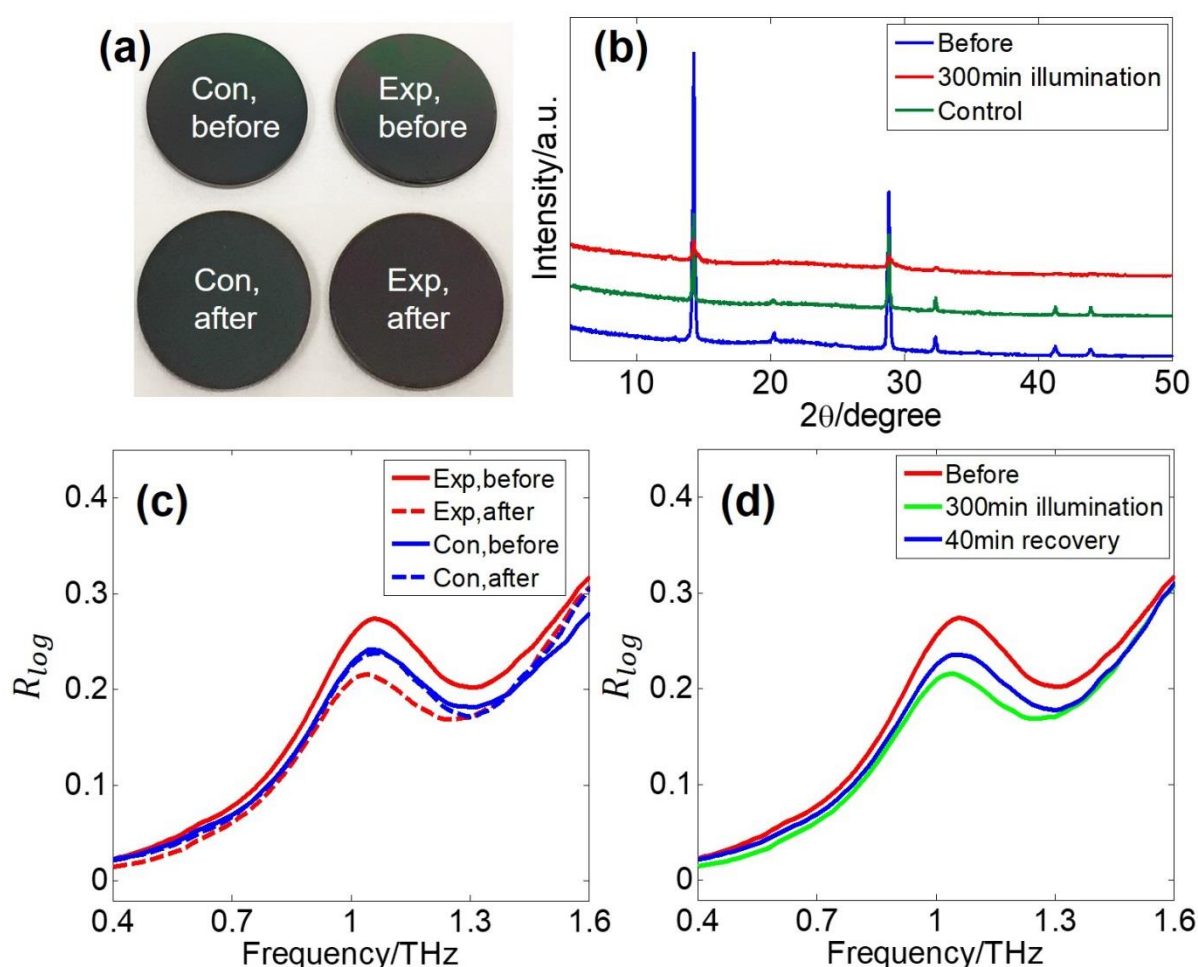 (a)
Con,
before
Exp,
before
Con,
after
Exp,
after
(b)
Before
300min illumination
Control
Intensity/a.u.
10
20
30
40
50
2θ/degree
(c)
Exp,before
Exp,after
Con,before
Con,after
0.4
0.3
0.2
0.1
0
R_log
0.4
0.7
1
1.3
1.6
Frequency/THz
(d)
Before
300min illumination
40min recovery
0.4
0.3
0.2
0.1
0
R_log
0.4
0.7
1
1.3
1.6
Frequency/THz